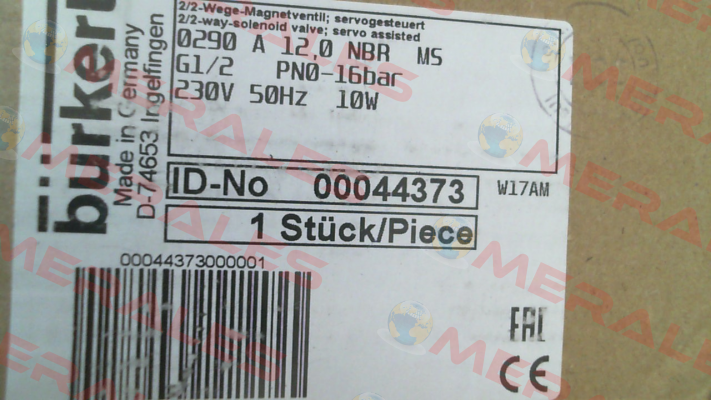 bürkert
Made in Germany
D-74653 Ingelfingen
2/2-Wege-Magnetventil; servogesteuert
2/2-way-solenoid valve; servo assisted
0290 A 12,0 NBR MS
G1/2 PN0-16bar
230V 50Hz 10W
ID-No 00044373
W17AM
1 Stück/Piece
00044373000001
EAC
CE
MERALES